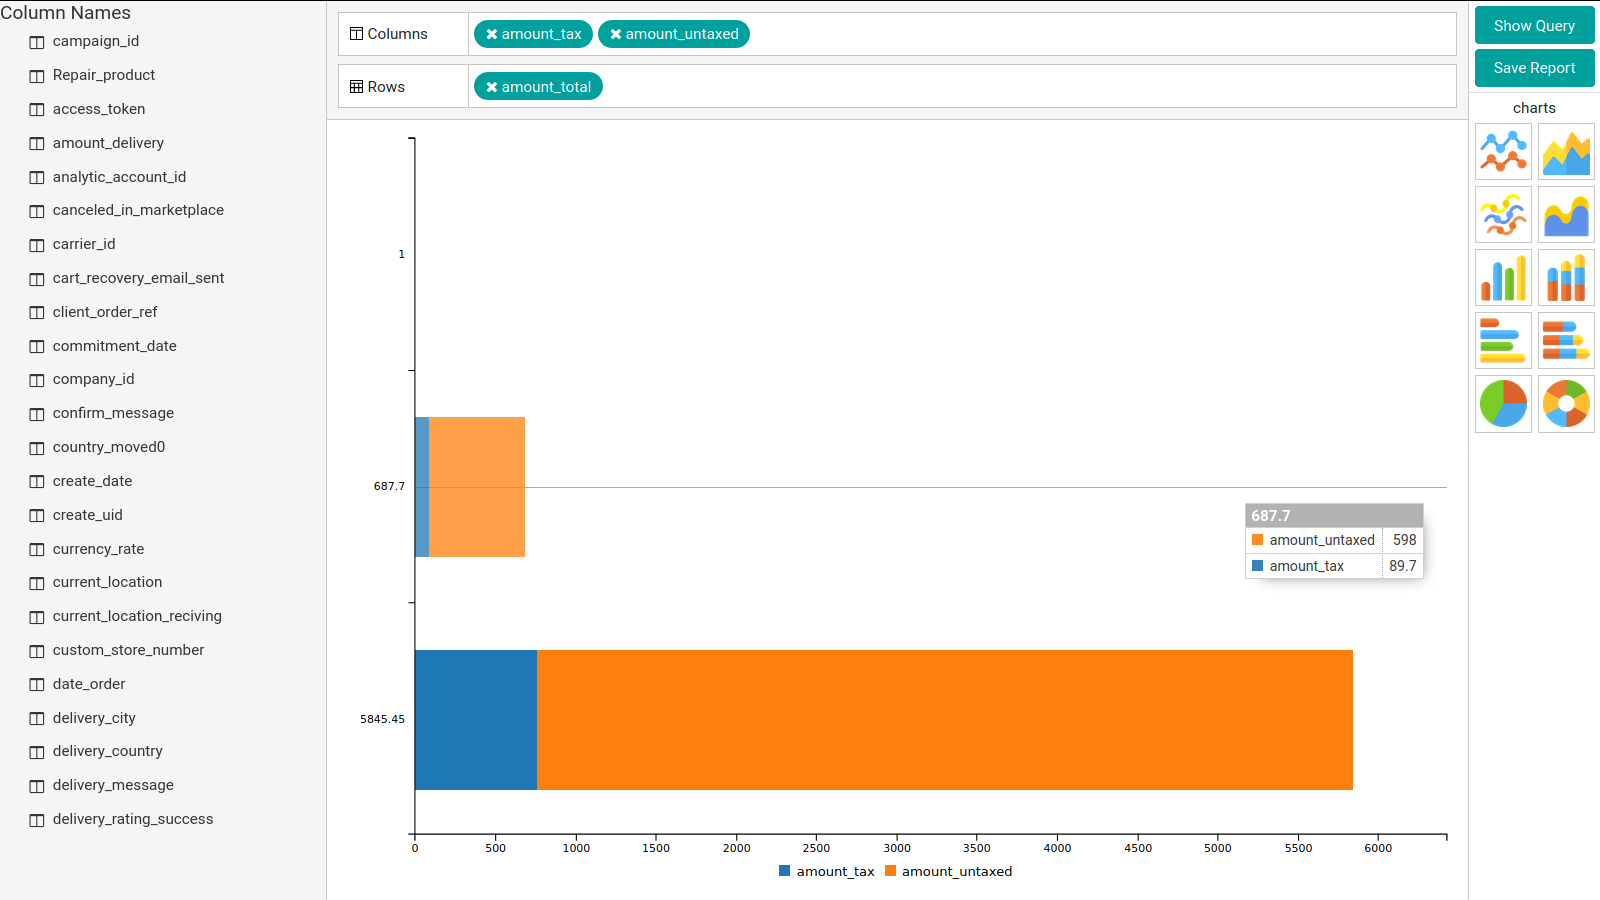 Column Names
campaign_id
Repair_product
access_token
amount_delivery
analytic_account_id
canceled_in_marketplace
carrier_id
cart_recovery_email_sent
client_order_ref
commitment_date
company_id
confirm_message
country_moved0
create_date
create_uid
currency_rate
current_location
current_location_reciving
custom_store_number
date_order
delivery_city
delivery_country
delivery_message
delivery_rating_success
Columns
amount_tax
amount_untaxed
Rows
amount_total
1
687.7
5845.45
687.7
amount_untaxed 598
amount_tax 89.7
0 500 1000 1500 2000 2500 3000 3500 4000 4500 5000 5500 6000
amount_tax amount_untaxed
Show Query
Save Report
charts